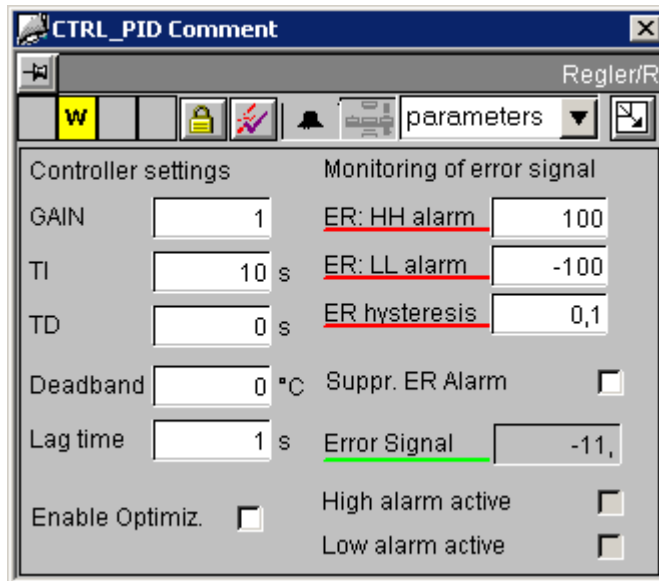 CTRL_PID Comment
Regler/R
W
parameters
Controller settings
Monitoring of error signal
GAIN 1
ER: HH alarm 100
TI 10 s
ER: LL alarm -100
TD 0 s
ER hysteresis 0,1
Deadband 0 °C
Suppr. ER Alarm
Lag time 1 s
Error Signal -11,
Enable Optimiz.
High alarm active
Low alarm active